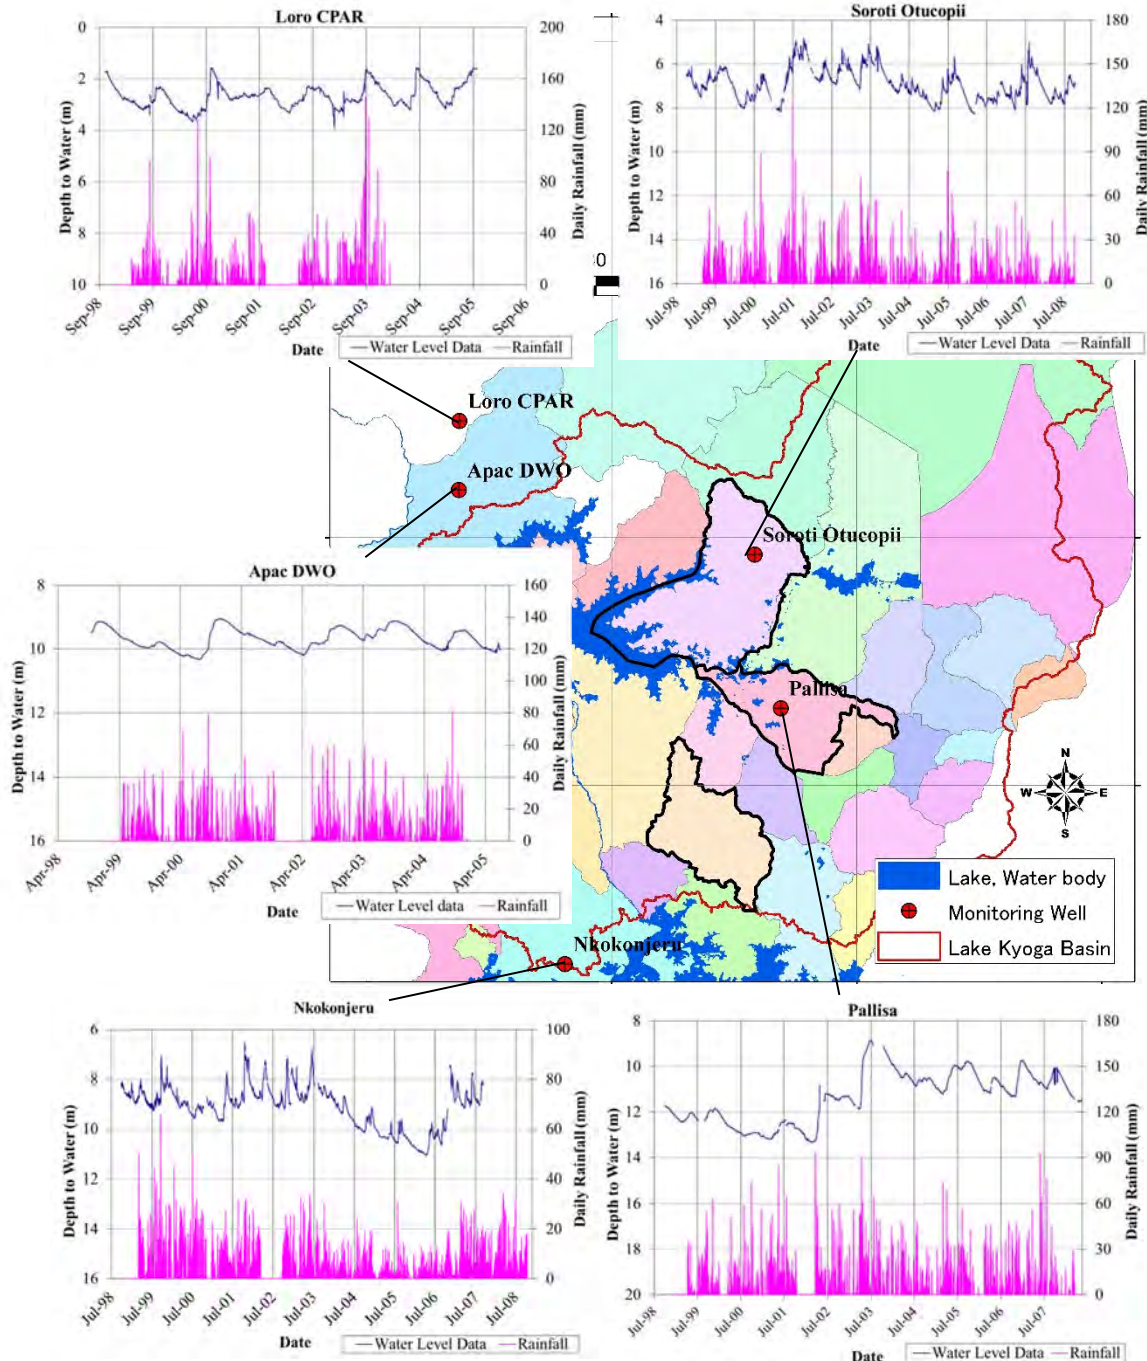 Loro CPAR
Depth to Water (m)
0
2
4
6
8
10
200
160
120
80
40
0
Daily Rainfall (mm)
Sep-98
Sep-99
Sep-00
Sep-01
Sep-02
Sep-03
Sep-04
Sep-05
Sep-06
Date
Water Level Data
Rainfall
Soroti Otucopii
Depth to Water (m)
4
6
8
10
12
14
16
180
150
120
90
60
30
0
Daily Rainfall (mm)
Jul-98
Jul-99
Jul-00
Jul-01
Jul-02
Jul-03
Jul-04
Jul-05
Jul-06
Jul-07
Jul-08
Date
Water Level Data
Rainfall
Loro CPAR
Apac DWO
Soroti Otucopii
Pallisa
Nkokonjeru
N
W
E
S
Lake, Water body
Monitoring Well
Lake Kyoga Basin
Apac DWO
Depth to Water (m)
8
10
12
14
16
160
140
120
100
80
60
40
20
0
Daily Rainfall (mm)
Apr-98
Apr-99
Apr-00
Apr-01
Apr-02
Apr-03
Apr-04
Apr-05
Date
Water Level data
Rainfall
Nkokonjeru
Depth to Water (m)
6
8
10
12
14
16
100
80
60
40
20
0
Daily Rainfall (mm)
Jul-98
Jul-99
Jul-00
Jul-01
Jul-02
Jul-03
Jul-04
Jul-05
Jul-06
Jul-07
Jul-08
Date
Water Level Data
Rainfall
Pallisa
Depth to Water (m)
8
10
12
14
16
18
20
180
150
120
90
60
30
0
Daily Rainfall (mm)
Jul-98
Jul-99
Jul-00
Jul-01
Jul-02
Jul-03
Jul-04
Jul-05
Jul-06
Jul-07
Date
Water Level Data
Rainfall